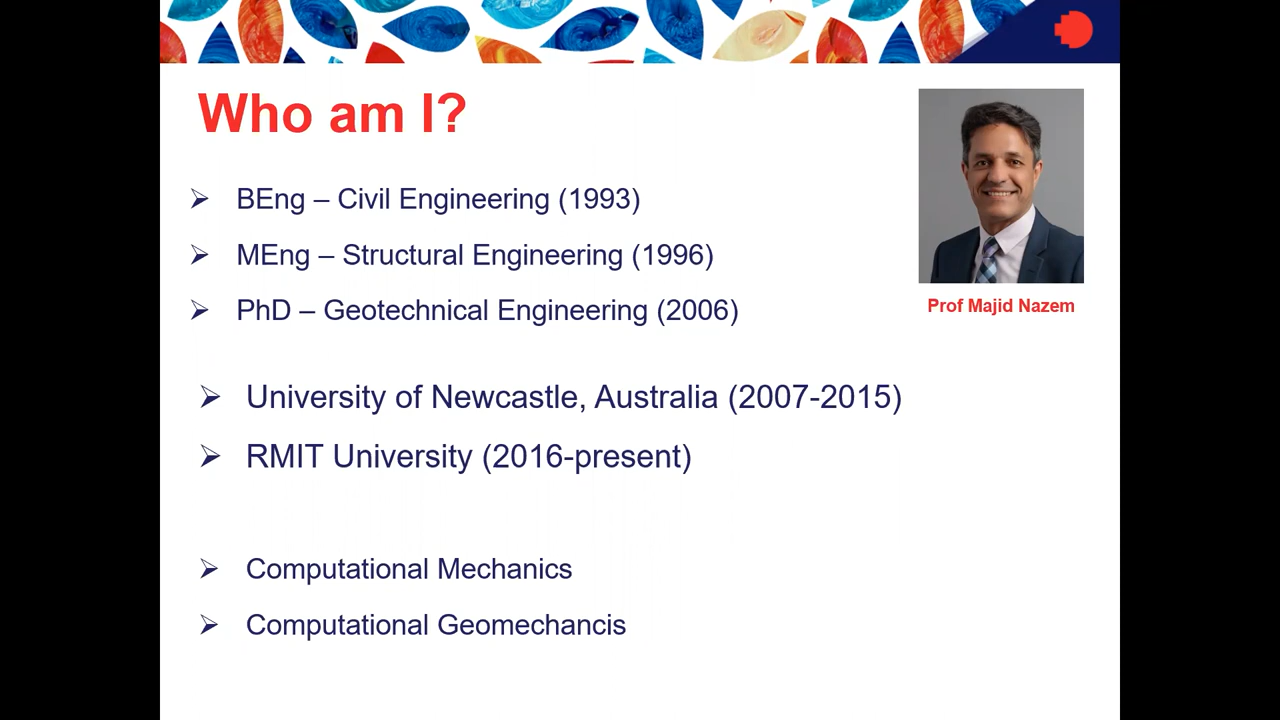 Who am I?
BEng – Civil Engineering (1993)
MEng – Structural Engineering (1996)
PhD – Geotechnical Engineering (2006)
Prof Majid Nazem
University of Newcastle, Australia (2007-2015)
RMIT University (2016-present)
Computational Mechanics
Computational Geomechancis